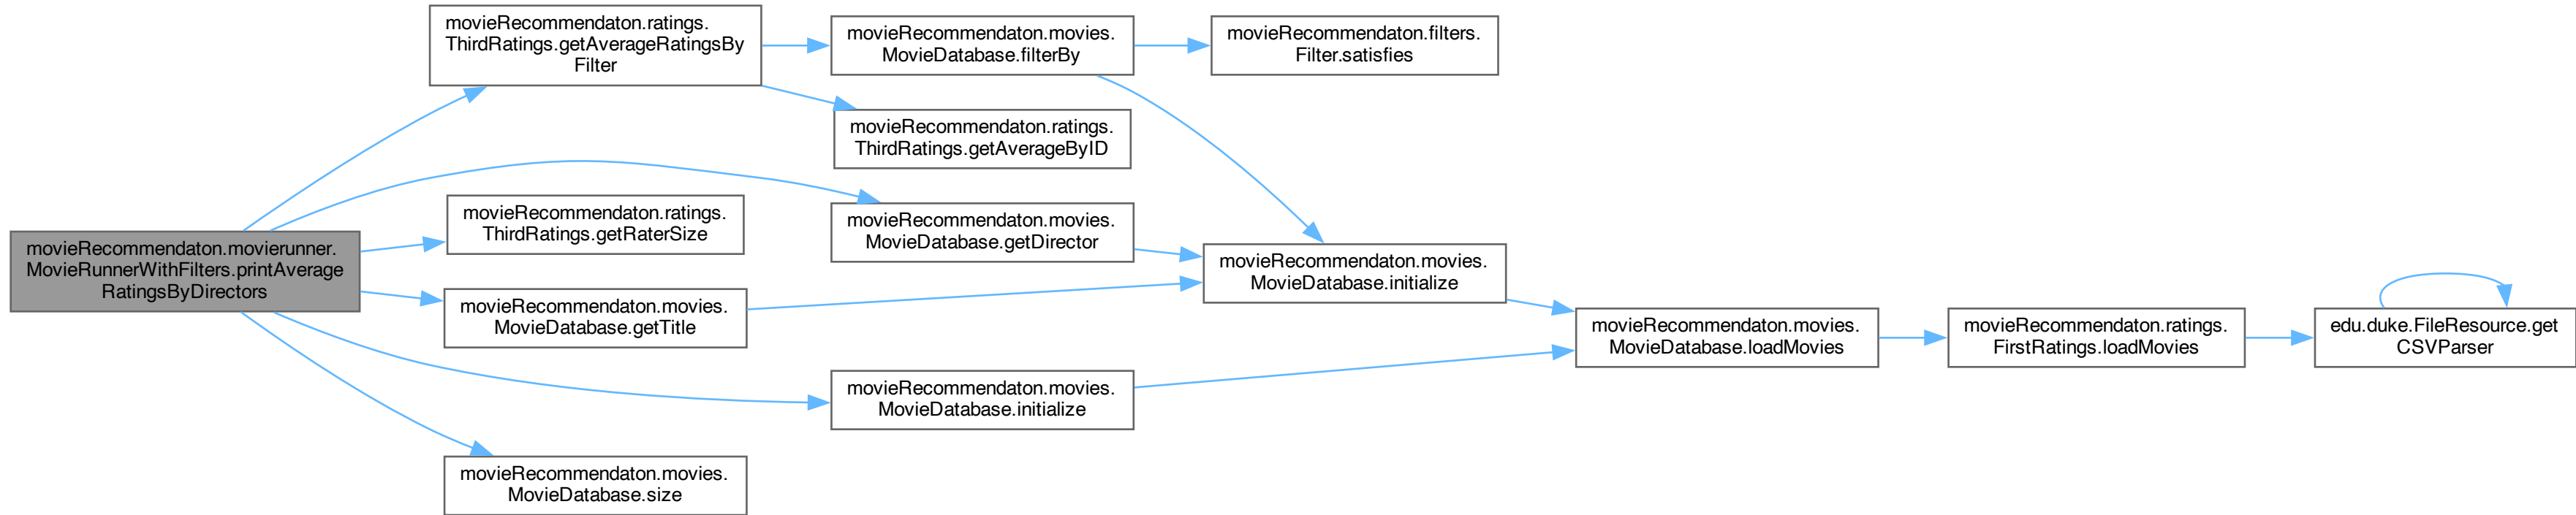 movieRecommendaton.ratings.
ThirdRatings.getAverageRatingsBy
Filter
movieRecommendaton.movies.
MovieDatabase.filterBy
movieRecommendaton.filters.
Filter.satisfies
movieRecommendaton.ratings.
ThirdRatings.getAverageByID
movieRecommendaton.ratings.
ThirdRatings.getRaterSize
movieRecommendaton.movies.
MovieDatabase.getDirector
movieRecommendaton.movierunner.
MovieRunnerWithFilters.printAverage
RatingsByDirectors
movieRecommendaton.movies.
MovieDatabase.initialize
movieRecommendaton.movies.
MovieDatabase.getTitle
movieRecommendaton.movies.
MovieDatabase.loadMovies
movieRecommendaton.ratings.
FirstRatings.loadMovies
edu.duke.FileResource.get
CSVParser
movieRecommendaton.movies.
MovieDatabase.initialize
movieRecommendaton.movies.
MovieDatabase.size